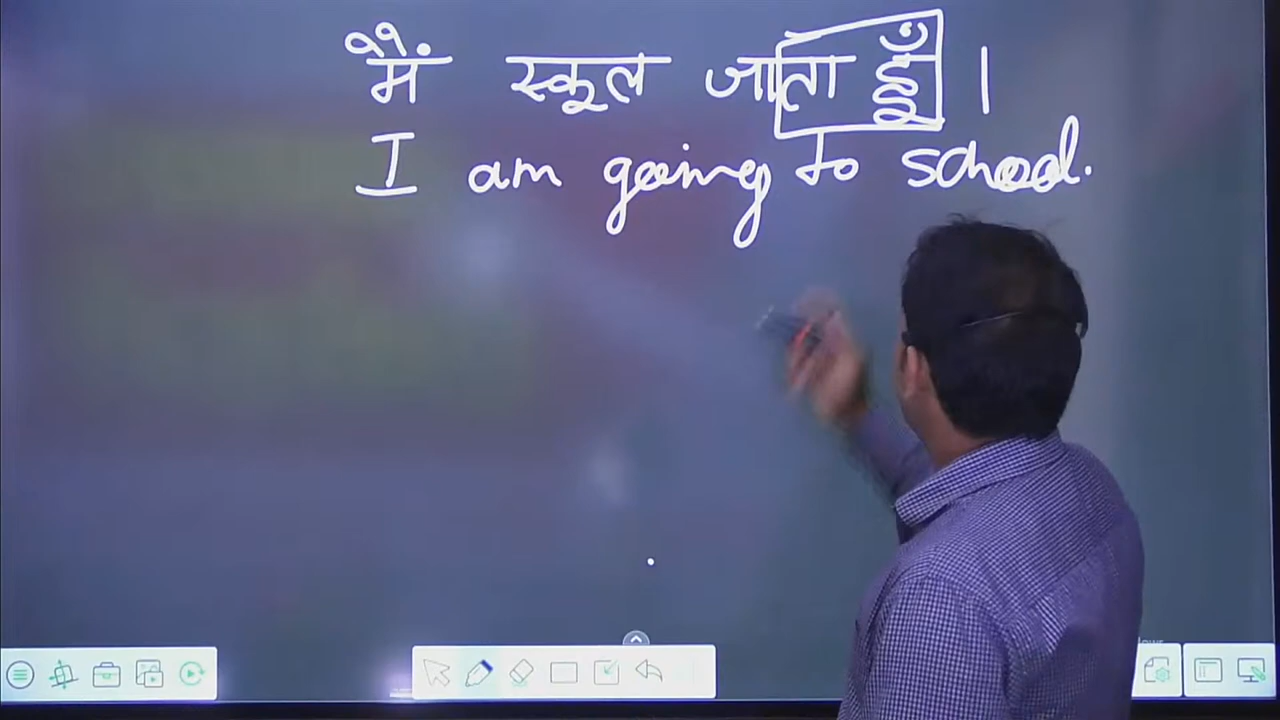 मैं स्कूल जाता हूँ ।
I am going to school.